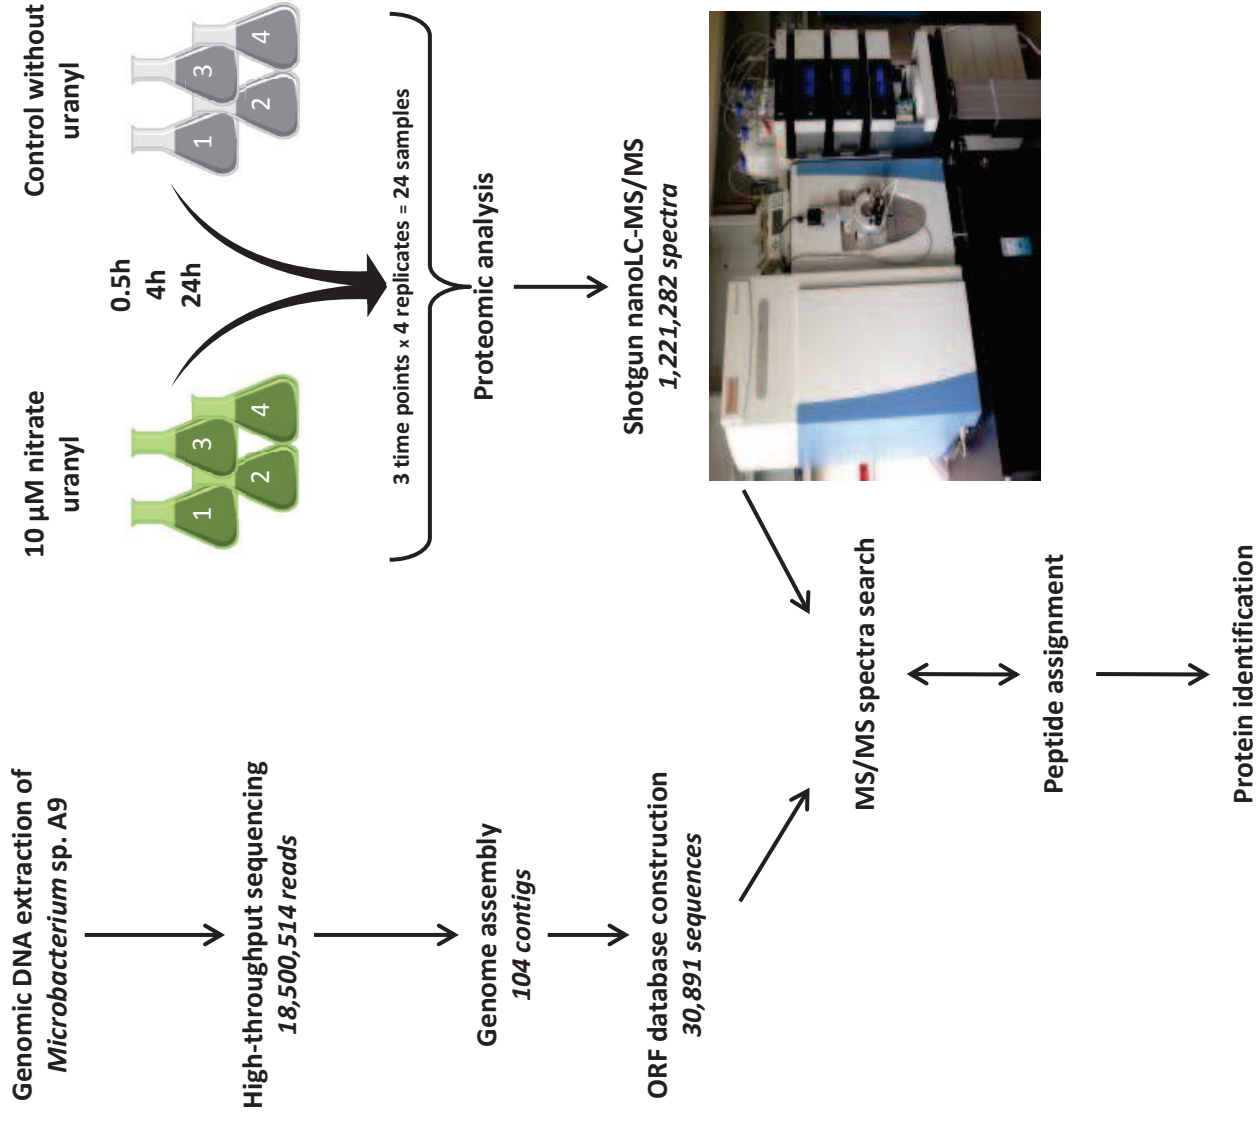 Genomic DNA extraction of
Microbacterium sp. A9
High-throughput sequencing
18,500,514 reads
Genome assembly
104 contigs
ORF database construction
30,891 sequences
10 µM nitrate
uranyl
1
2
3
4
0.5h
4h
24h
Control without
uranyl
1
2
3
4
3 time points x 4 replicates = 24 samples
Proteomic analysis
Shotgun nanoLC-MS/MS
1,221,282 spectra
MS/MS spectra search
Peptide assignment
Protein identification